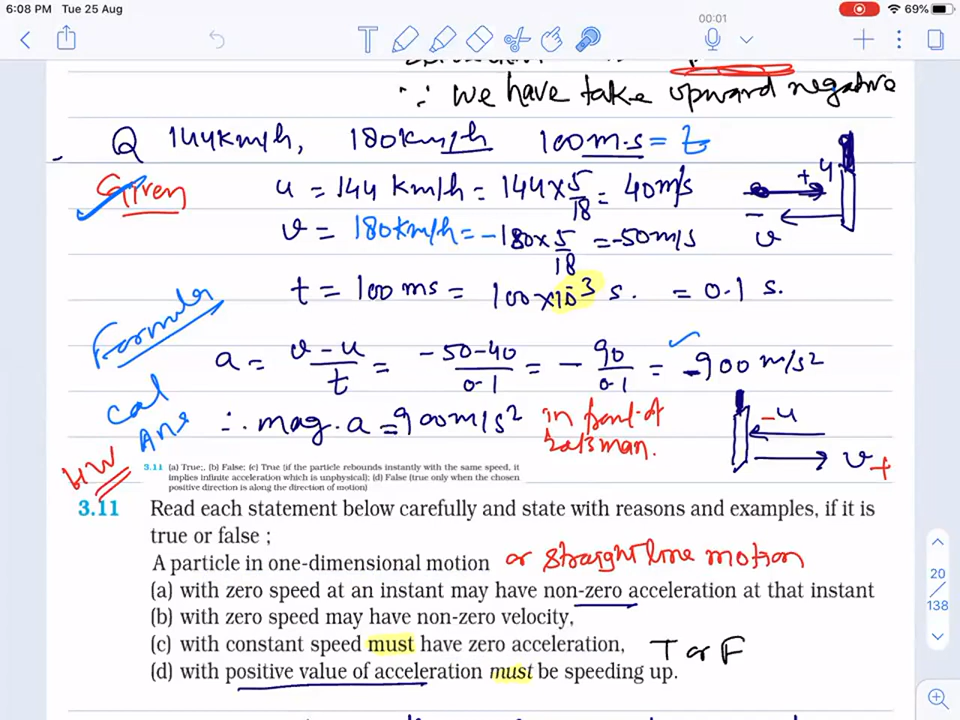 6:08 PM Tue 25 Aug
00:01
69%
T
∵ we have take upward negative
Q 144km/h, 180km/h 100m.s = t
Given
u = 144 km/h = 144×5/18 = 40m/s
+ u
v = 180km/h = -180×5/18 = -50m/s
- v
t = 100 ms = 100×10⁻³ s. = 0.1 s.
Formula
a = v-u/t = -50-40/0.1 = -90/0.1 = -900 m/s²
Cal
Ans
∴ mag. a = 900m/s² in front of
batsman.
-u
v +
HW
3.11 (a) True;, (b) False; (c) True (if the particle rebounds instantly with the same speed, it
implies infinite acceleration which is unphysical); (d) False (true only when the chosen
positive direction is along the direction of motion)
3.11 Read each statement below carefully and state with reasons and examples, if it is
true or false ;
A particle in one-dimensional motion or straight line motion
(a) with zero speed at an instant may have non-zero acceleration at that instant
(b) with zero speed may have non-zero velocity,
(c) with constant speed must have zero acceleration, T or F
(d) with positive value of acceleration must be speeding up.
20
/
138